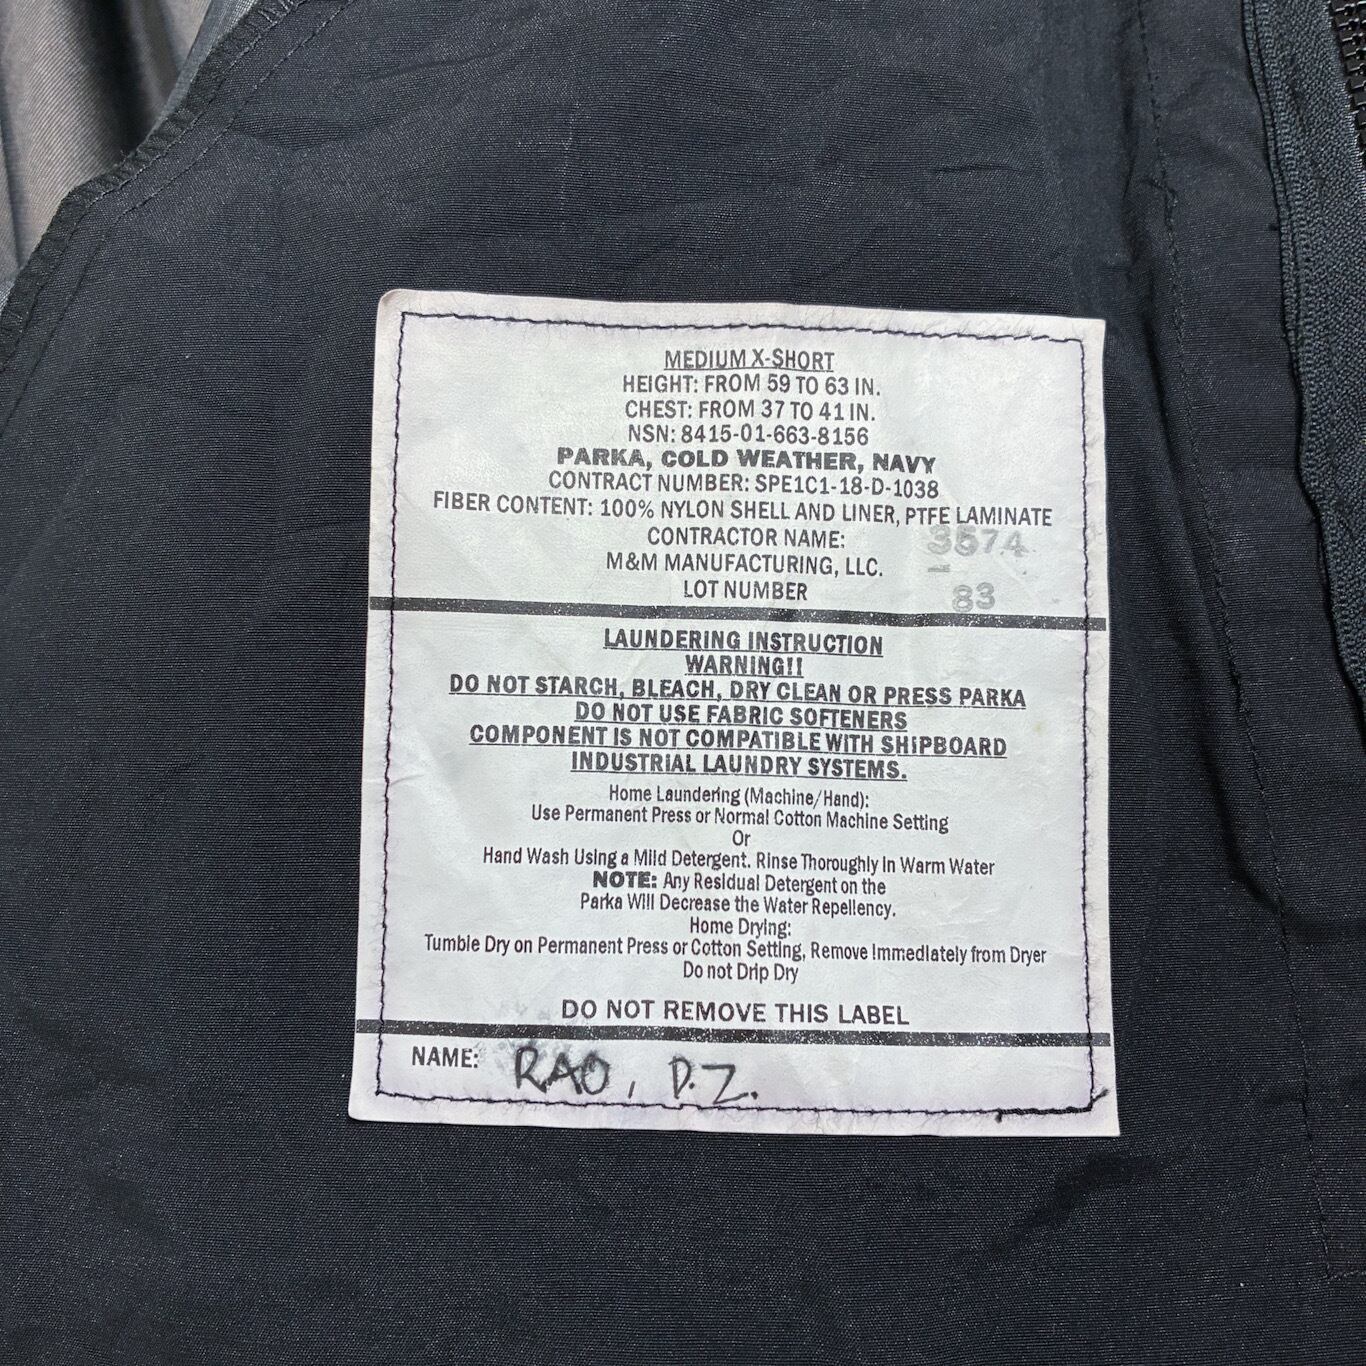 MEDIUM X-SHORT
HEIGHT: FROM 59 TO 63 IN.
CHEST: FROM 37 TO 41 IN.
NSN: 8415-01-663-8156
PARKA, COLD WEATHER, NAVY
CONTRACT NUMBER: SPE1C1-18-D-1038
FIBER CONTENT: 100% NYLON SHELL AND LINER, PTFE LAMINATE
CONTRACTOR NAME: 3574
M&M MANUFACTURING, LLC.
LOT NUMBER 83
LAUNDERING INSTRUCTION
WARNING!!
DO NOT STARCH, BLEACH, DRY CLEAN OR PRESS PARKA
DO NOT USE FABRIC SOFTENERS
COMPONENT IS NOT COMPATIBLE WITH SHIPBOARD
INDUSTRIAL LAUNDRY SYSTEMS.
Home Laundering (Machine/Hand):
Use Permanent Press or Normal Cotton Machine Setting
Or
Hand Wash Using a Mild Detergent. Rinse Thoroughly In Warm Water
NOTE: Any Residual Detergent on the
Parka Will Decrease the Water Repellency.
Home Drying:
Tumble Dry on Permanent Press or Cotton Setting, Remove Immediately from Dryer
Do not Drip Dry
DO NOT REMOVE THIS LABEL
NAME: RAO, D.Z.